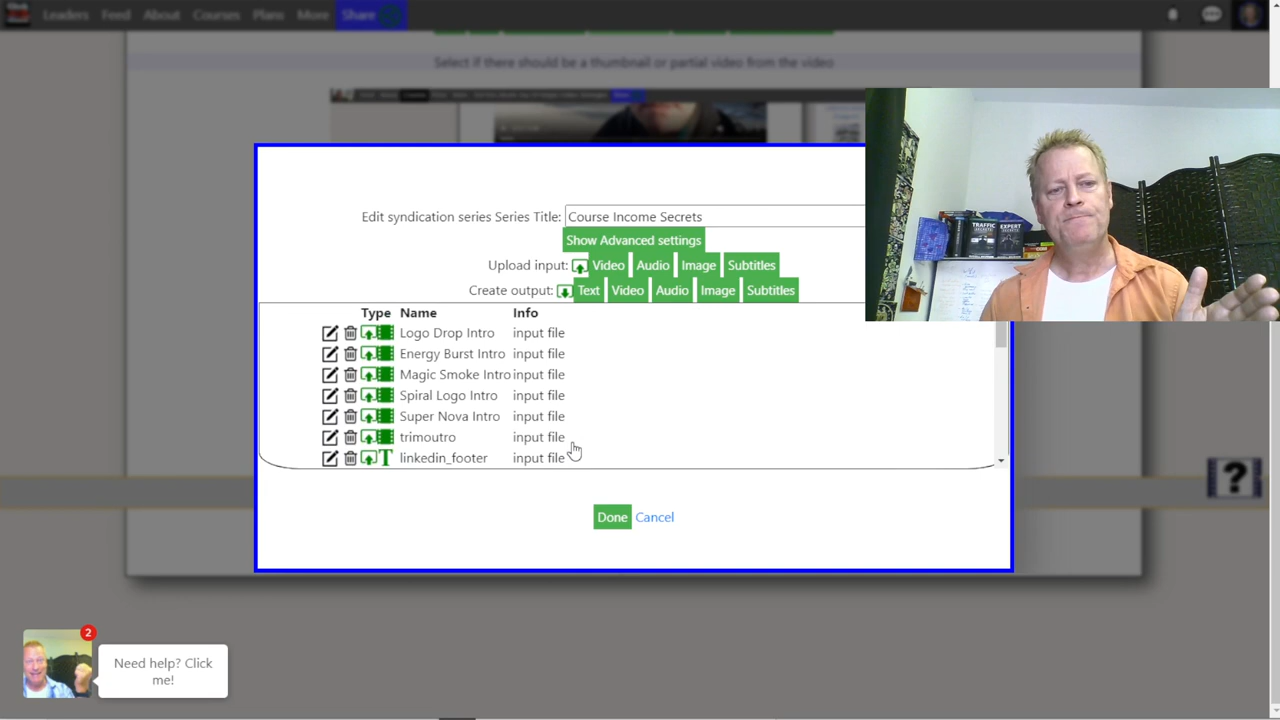 Leaders Feed About Courses Plans More Share
Select if there should be a thumbnail or partial video from the video
Edit syndication series Series Title: Course Income Secrets
Show Advanced settings
Upload input: Video Audio Image Subtitles
Create output: Text Video Audio Image Subtitles
Type Name Info
Logo Drop Intro input file
Energy Burst Intro input file
Magic Smoke Intro input file
Spiral Logo Intro input file
Super Nova Intro input file
trimoutro input file
T linkedin_footer input file
Done Cancel
TRAFFIC
SECRETS
EXPERT
SECRETS
?
2
Need help? Click
me!